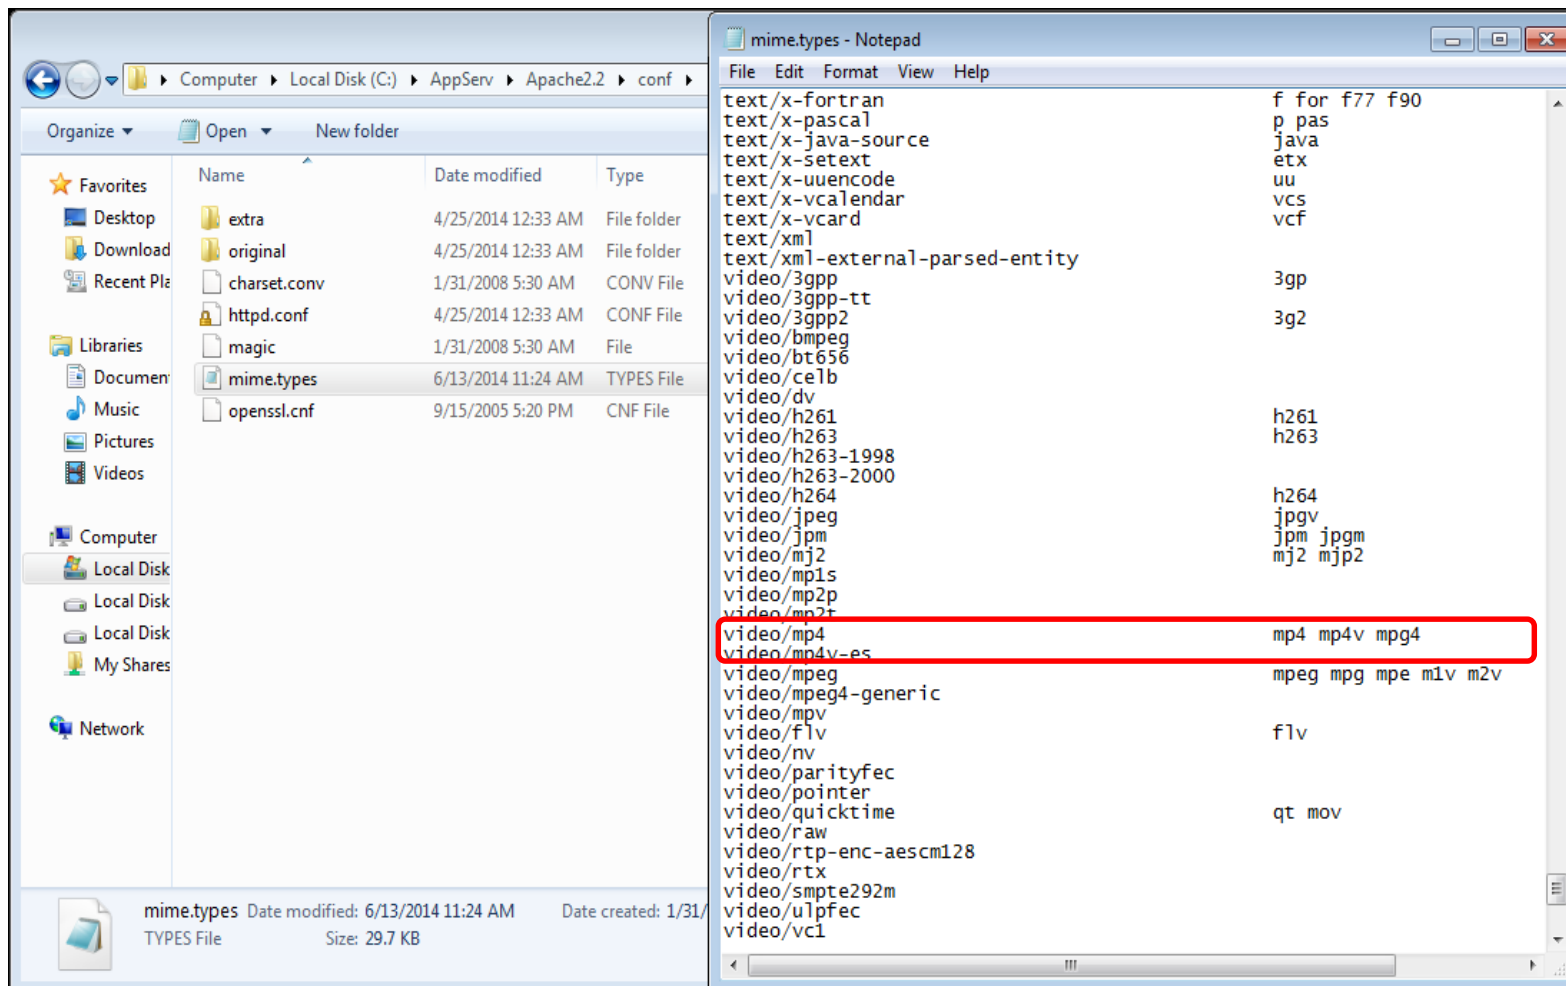 Computer ▸ Local Disk (C:) ▸ AppServ ▸ Apache2.2 ▸ conf ▸
Organize ▾ Open ▾ New folder
Favorites
Desktop
Download
Recent Pla
Libraries
Documen
Music
Pictures
Videos
Computer
Local Disk
Local Disk
Local Disk
My Shares
Network
Name Date modified Type
extra 4/25/2014 12:33 AM File folder
original 4/25/2014 12:33 AM File folder
charset.conv 1/31/2008 5:30 AM CONV File
httpd.conf 4/25/2014 12:33 AM CONF File
magic 1/31/2008 5:30 AM File
mime.types 6/13/2014 11:24 AM TYPES File
openssl.cnf 9/15/2005 5:20 PM CNF File
mime.types Date modified: 6/13/2014 11:24 AM Date created: 1/31/
TYPES File Size: 29.7 KB
mime.types - Notepad
File Edit Format View Help
text/x-fortran f for f77 f90
text/x-pascal p pas
text/x-java-source java
text/x-setext etx
text/x-uuencode uu
text/x-vcalendar vcs
text/x-vcard vcf
text/xml
text/xml-external-parsed-entity
video/3gpp 3gp
video/3gpp-tt
video/3gpp2 3g2
video/bmpeg
video/bt656
video/celb
video/dv
video/h261 h261
video/h263 h263
video/h263-1998
video/h263-2000
video/h264 h264
video/jpeg jpgv
video/jpm jpm jpgm
video/mj2 mj2 mjp2
video/mp1s
video/mp2p
video/mp2t
video/mp4 mp4 mp4v mpg4
video/mp4v-es
video/mpeg mpeg mpg mpe m1v m2v
video/mpeg4-generic
video/mpv
video/flv flv
video/nv
video/parityfec
video/pointer
video/quicktime qt mov
video/raw
video/rtp-enc-aescm128
video/rtx
video/smpte292m
video/ulpfec
video/vc1